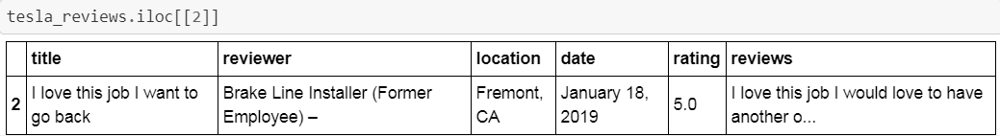 tesla_reviews.iloc[[2]]
title reviewer location date rating reviews
2 I love this job I want to go back Brake Line Installer (Former Employee) – Fremont, CA January 18, 2019 5.0 I love this job I would love to have another o...